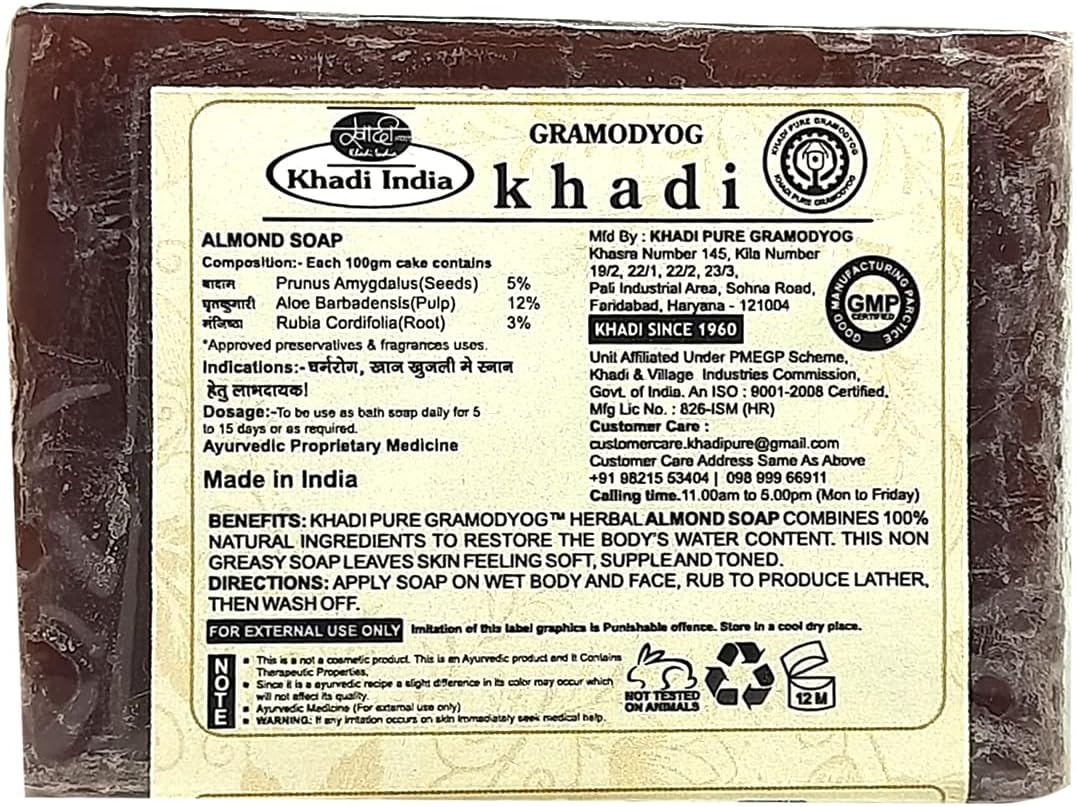 खादी
Khadi India
Khadi India
GRAMODYOG
khadi
KHADI PURE GRAMODYOG
KHADI PURE GRAMODYOG
ALMOND SOAP
Composition:- Each 100gm cake contains
बादाम Prunus Amygdalus(Seeds) 5%
घृतकुमारी Aloe Barbadensis(Pulp) 12%
मंजिष्ठा Rubia Cordifolia(Root) 3%
*Approved preservatives & fragrances uses.
Indications:- चर्मरोग, खाज खुजली मे स्नान
हेतु लाभदायक।
Dosage:-To be use as bath soap daily for 5
to 15 days or as required.
Ayurvedic Proprietary Medicine
Made in India
Mfd By : KHADI PURE GRAMODYOG
Khasra Number 145, Kila Number
19/2, 22/1, 22/2, 23/3,
Pali Industrial Area, Sohna Road,
Faridabad, Haryana - 121004
KHADI SINCE 1960
GOOD MANUFACTURING PARCTICE
GMP
CERTIFIED
Unit Affiliated Under PMEGP Scheme,
Khadi & Village Industries Commission,
Govt. of India. An ISO : 9001-2008 Certified.
Mfg Lic No. : 826-ISM (HR)
Customer Care :
customercare.khadipure@gmail.com
Customer Care Address Same As Above
+91 98215 53404 | 098 999 66911
Calling time.11.00am to 5.00pm (Mon to Friday)
BENEFITS: KHADI PURE GRAMODYOG™ HERBAL ALMOND SOAP COMBINES 100%
NATURAL INGREDIENTS TO RESTORE THE BODY'S WATER CONTENT. THIS NON
GREASY SOAP LEAVES SKIN FEELING SOFT, SUPPLE AND TONED.
DIRECTIONS: APPLY SOAP ON WET BODY AND FACE, RUB TO PRODUCE LATHER,
THEN WASH OFF.
FOR EXTERNAL USE ONLY Imitation of this label graphics is Punishable offence. Store in a cool dry place.
NOTE
▪ This is a not a cosmetic product. This is an Ayurvedic product and it Contains
Therapeutic Properties,
▪ Since it is a ayurvedic recipe a slight difference in its color may occur which
will not affect its quality.
▪ Ayurvedic Medicine (For external use only)
▪ WARNING: If any irritation occurs on skin immediately seek medical help.
NOT TESTED
ON ANIMALS
12 M